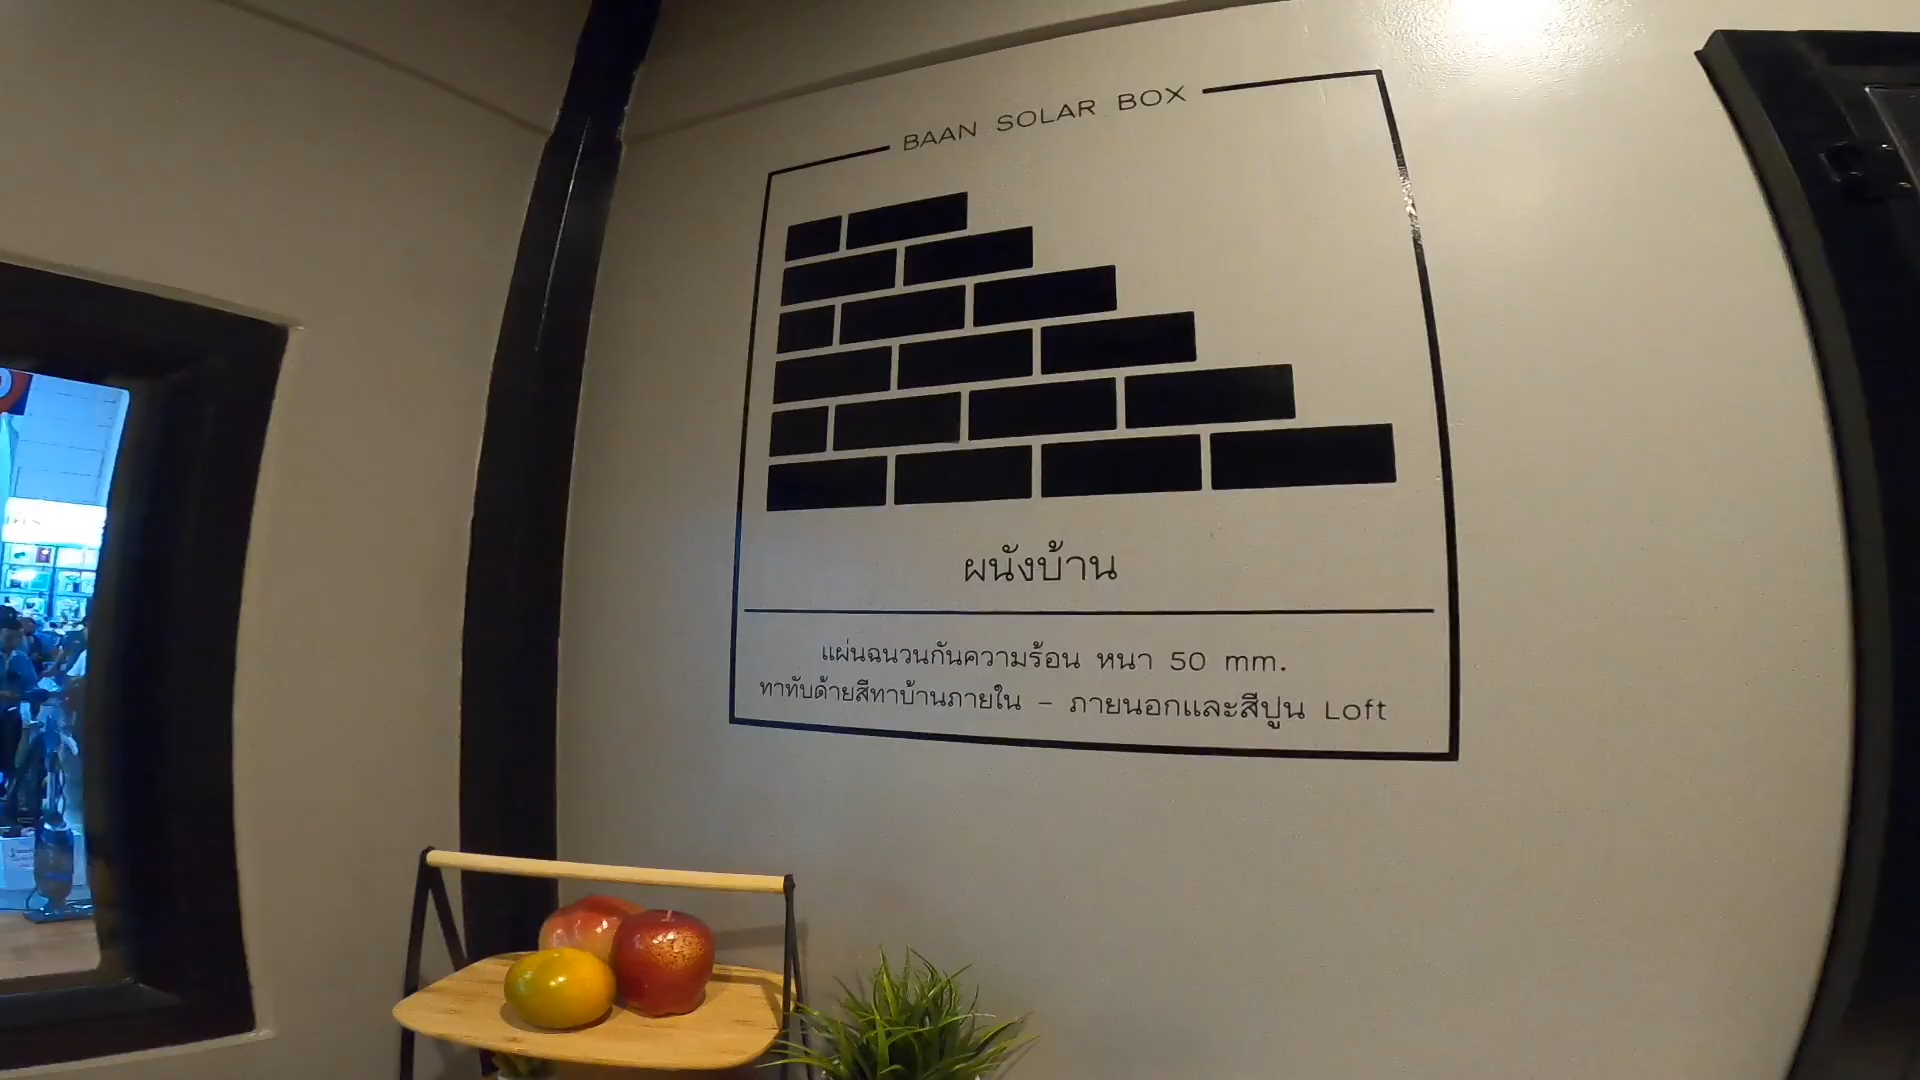 BAAN SOLAR BOX
ผนังบ้าน
แผ่นฉนวนกันความร้อน หนา 50 mm.
ทาทับด้ายสีทาบ้านภายใน - ภายนอกและสีปูน Loft